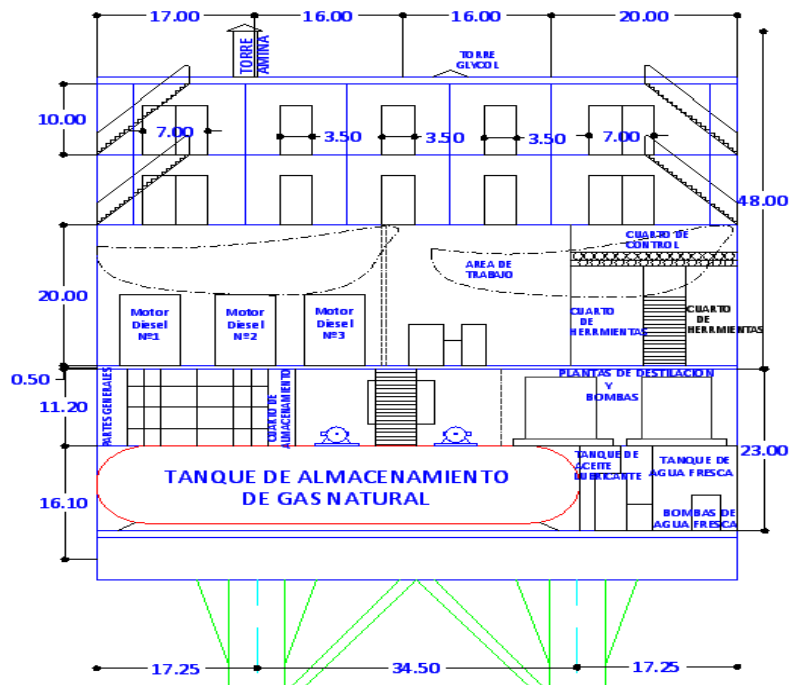 17.00
16.00
16.00
20.00
TORRE
AMINA
TORRE
GLYCOL
10.00
7.00
3.50
3.50
3.50
7.00
48.00
CUARTO DE
CONTROL
AREA DE
TRABAJO
20.00
Motor
Diesel
Nº1
Motor
Diesel
Nº2
Motor
Diesel
Nº3
CUARTO
DE
HERRMIENTAS
CUARTO
DE
HERRMIENTAS
0.50
11.20
PARTES GENERALES
CUARTO DE
ALMACENAMIENTO
PLANTAS DE DESTILACION
Y
BOMBAS
23.00
TANQUE DE ALMACENAMIENTO
DE GAS NATURAL
TANQUE DE
ACEITE
LUBRICANTE
TANQUE DE
AGUA FRESCA
BOMBAS DE
AGUA FRESCA
16.10
17.25
34.50
17.25